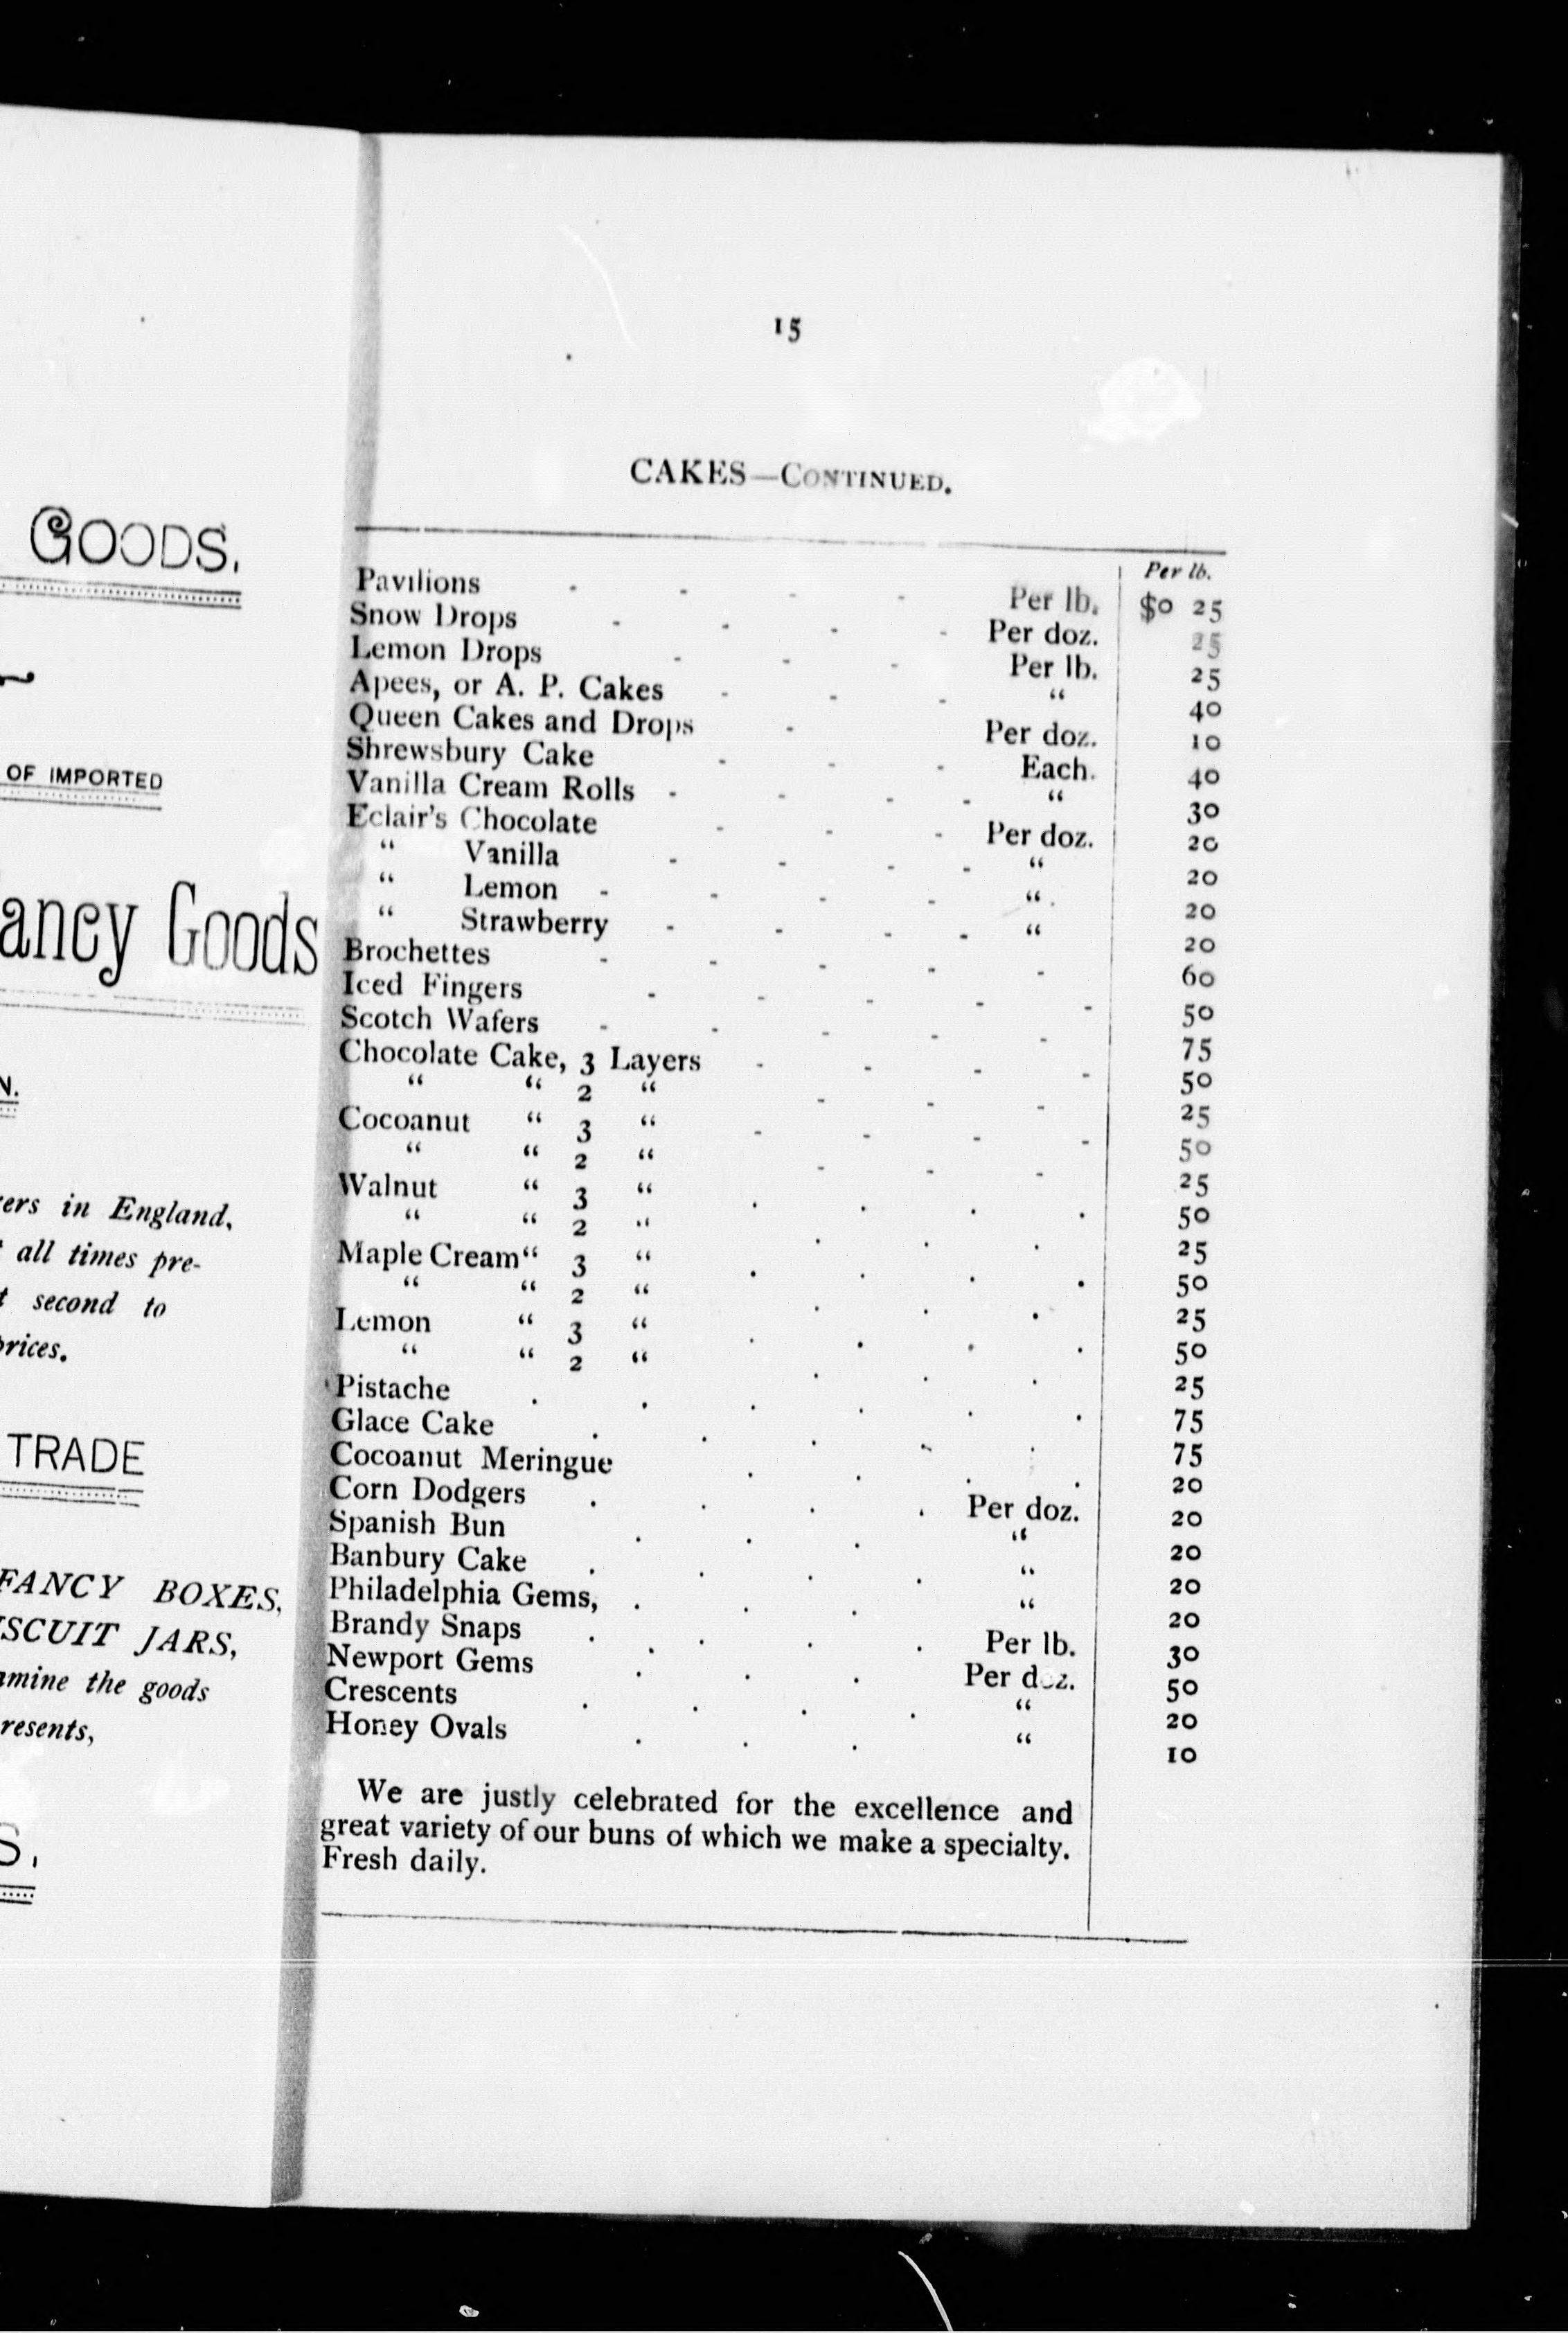 GOODS.
OF IMPORTED
ancy Goods
N.
ers in England,
all times pre-
t second to
prices.
TRADE
FANCY BOXES,
ISCUIT JARS,
amine the goods
resents,
S,
15
CAKES—CONTINUED.
Per lb.
Pavilions - - - - Per lb. $0 25
Snow Drops - - - - Per doz. 25
Lemon Drops - - - Per lb. 25
Apees, or A. P. Cakes - - - “ 40
Queen Cakes and Drops - Per doz. 10
Shrewsbury Cake - - - Each. 40
Vanilla Cream Rolls - - - - “ 30
Eclair's Chocolate - - - Per doz. 20
“ Vanilla - - - - “ 20
“ Lemon - - - - “ 20
“ Strawberry - - - - “ 20
Brochettes - - - - - 60
Iced Fingers - - - - - 50
Scotch Wafers - - - - - 75
Chocolate Cake, 3 Layers - - - - 50
“ “ 2 “ - - - 25
Cocoanut “ 3 “ - - - - 50
“ “ 2 “ - - - 25
Walnut “ 3 “ . . . . 50
“ “ 2 “ . . . 25
Maple Cream “ 3 “ . . . . 50
“ “ 2 “ . . . 25
Lemon “ 3 “ . . . . 50
“ “ 2 “ . . . 25
Pistache . . . . . . 75
Glace Cake . . . . . 75
Cocoanut Meringue . . . . 20
Corn Dodgers . . . . Per doz. 20
Spanish Bun . . . “ 20
Banbury Cake . . . . “ 20
Philadelphia Gems, . . . “ 20
Brandy Snaps . . . . Per lb. 30
Newport Gems . . . Per doz. 50
Crescents . . . . “ 20
Honey Ovals . . . “ 10
We are justly celebrated for the excellence and
great variety of our buns of which we make a specialty.
Fresh daily.